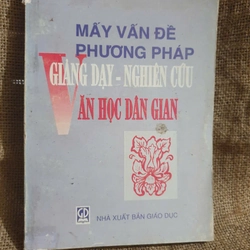 MẤY VẤN ĐỀ
PHƯƠNG PHÁP
GIẢNG DẠY - NGHIÊN CỨU
VĂN HỌC DÂN GIAN
NHÀ XUẤT BẢN GIÁO DỤC